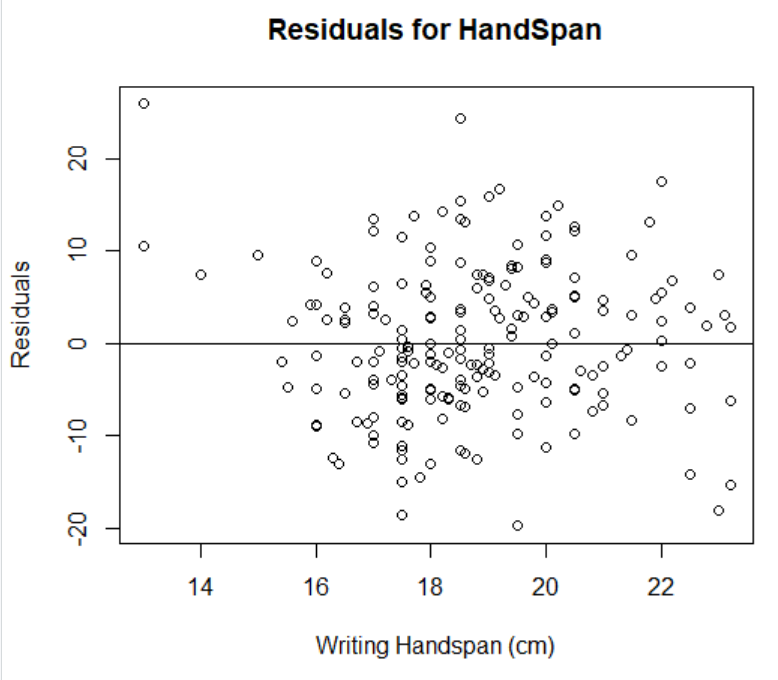 Residuals for HandSpan
Residuals
20
10
0
-10
-20
14 16 18 20 22
Writing Handspan (cm)